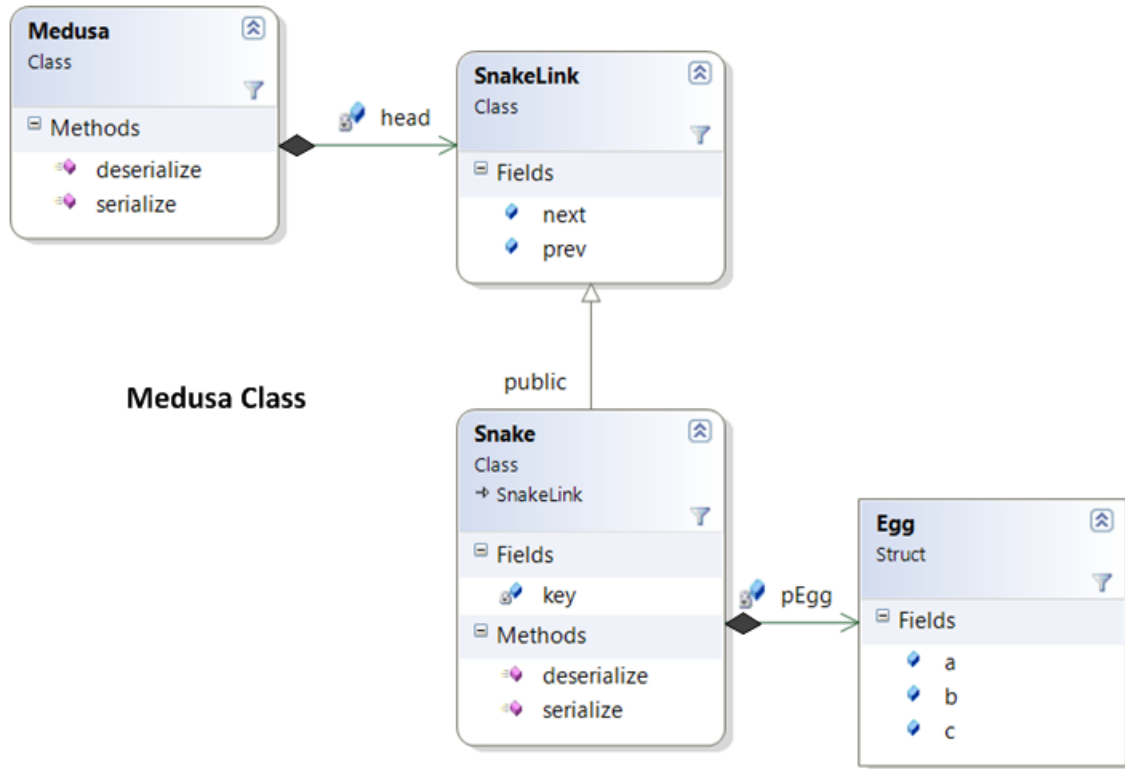 Medusa
Class
Methods
deserialize
serialize
head
SnakeLink
Class
Fields
next
prev
public
Medusa Class
Snake
Class
SnakeLink
Fields
key
Methods
deserialize
serialize
pEgg
Egg
Struct
Fields
a
b
c